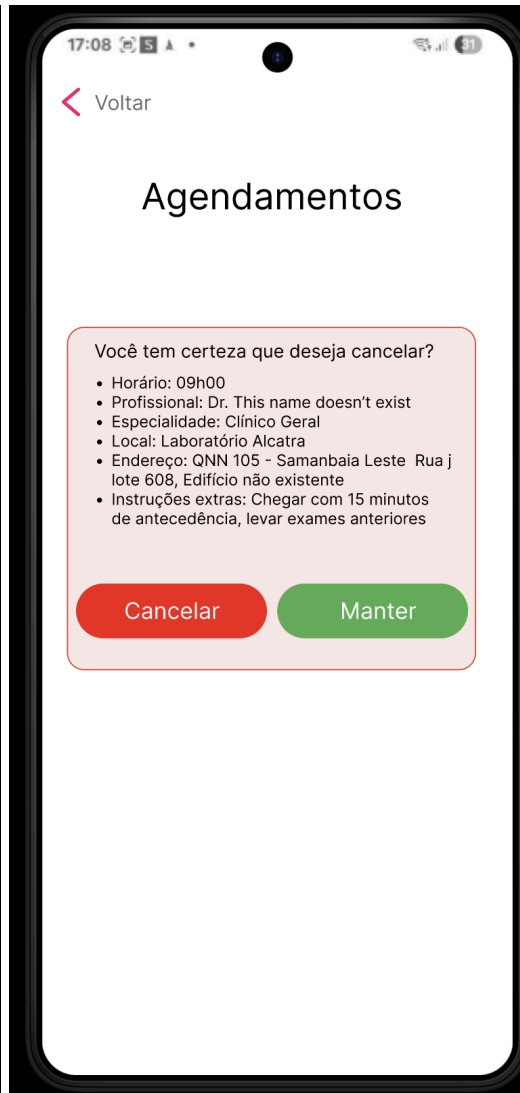 17:08
S
31
Voltar
Agendamentos
Você tem certeza que deseja cancelar?
• Horário: 09h00
• Profissional: Dr. This name doesn’t exist
• Especialidade: Clínico Geral
• Local: Laboratório Alcatra
• Endereço: QNN 105 - Samanbaia Leste  Rua j
lote 608, Edifício não existente
• Instruções extras: Chegar com 15 minutos
de antecedência, levar exames anteriores
Cancelar
Manter